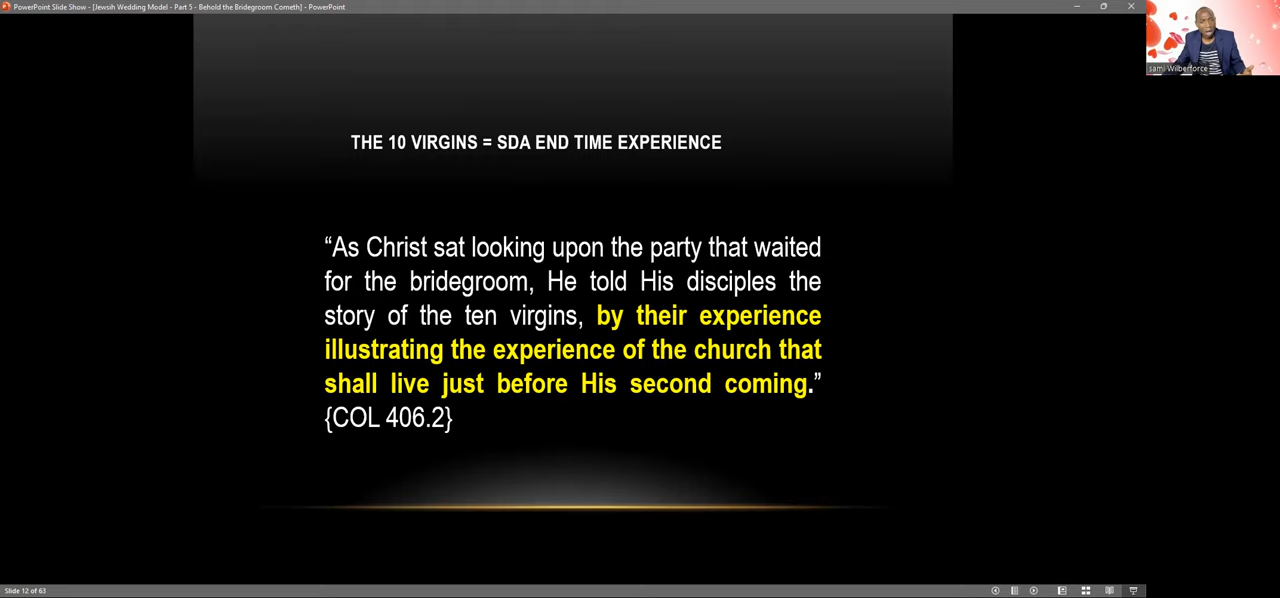 PowerPoint Slide Show - [Jewsih Wedding Model - Part 5 - Behold the Bridegroom Cometh] - PowerPoint
sami Wilberforce
THE 10 VIRGINS = SDA END TIME EXPERIENCE
“As Christ sat looking upon the party that waited
for the bridegroom, He told His disciples the
story of the ten virgins, by their experience
illustrating the experience of the church that
shall live just before His second coming.”
{COL 406.2}
Slide 12 of 63